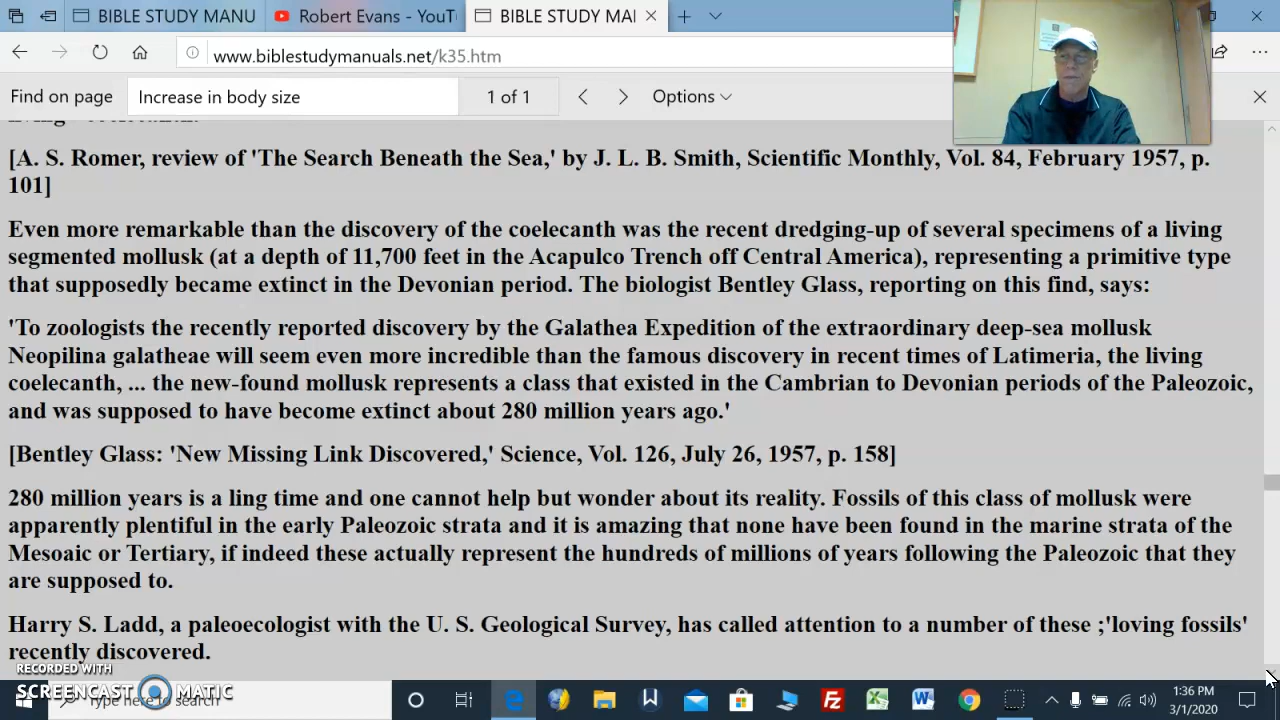 BIBLE STUDY MANU
Robert Evans - YouT
BIBLE STUDY MAI
www.biblestudymanuals.net/k35.htm
Find on page
Increase in body size
1 of 1
Options
[A. S. Romer, review of 'The Search Beneath the Sea,' by J. L. B. Smith, Scientific Monthly, Vol. 84, February 1957, p.
101]
Even more remarkable than the discovery of the coelecanth was the recent dredging-up of several specimens of a living
segmented mollusk (at a depth of 11,700 feet in the Acapulco Trench off Central America), representing a primitive type
that supposedly became extinct in the Devonian period. The biologist Bentley Glass, reporting on this find, says:
'To zoologists the recently reported discovery by the Galathea Expedition of the extraordinary deep-sea mollusk
Neopilina galatheae will seem even more incredible than the famous discovery in recent times of Latimeria, the living
coelecanth, ... the new-found mollusk represents a class that existed in the Cambrian to Devonian periods of the Paleozoic,
and was supposed to have become extinct about 280 million years ago.'
[Bentley Glass: 'New Missing Link Discovered,' Science, Vol. 126, July 26, 1957, p. 158]
280 million years is a ling time and one cannot help but wonder about its reality. Fossils of this class of mollusk were
apparently plentiful in the early Paleozoic strata and it is amazing that none have been found in the marine strata of the
Mesoaic or Tertiary, if indeed these actually represent the hundreds of millions of years following the Paleozoic that they
are supposed to.
Harry S. Ladd, a paleoecologist with the U. S. Geological Survey, has called attention to a number of these ;'loving fossils'
recently discovered.
RECORDED WITH
SCREENCAST MATIC
Type here to search
1:36 PM
3/1/2020